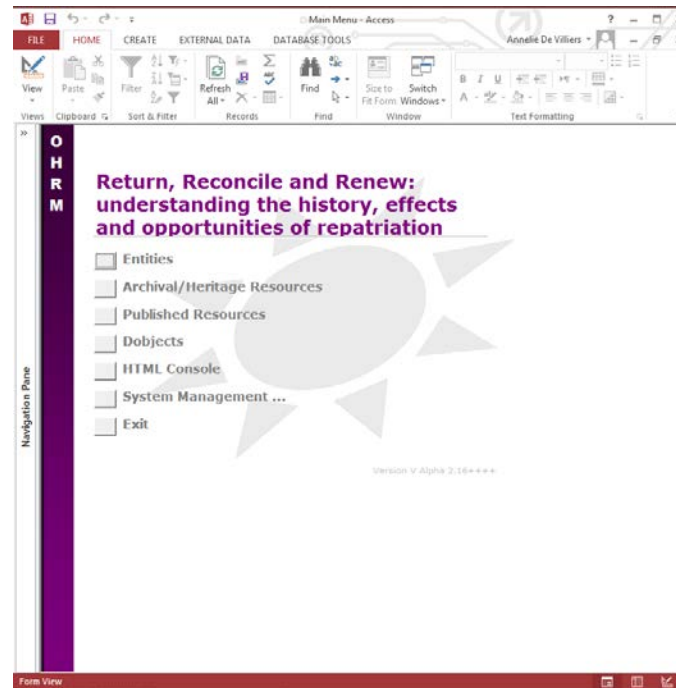 Main Menu - Access
?
FILE
HOME
CREATE
EXTERNAL DATA
DATABASE TOOLS
Annelie De Villiers
View
Paste
Filter
Refresh
All
Find
Size to
Fit Form
Switch
Windows
B I U
A
Views
Clipboard
Sort & Filter
Records
Find
Window
Text Formatting
»
O
H
R
M
Return, Reconcile and Renew:
understanding the history, effects
and opportunities of repatriation
Entities
Archival/Heritage Resources
Published Resources
Dobjects
HTML Console
System Management ...
Exit
Navigation Pane
Version V Alpha 2.16++++
Form View